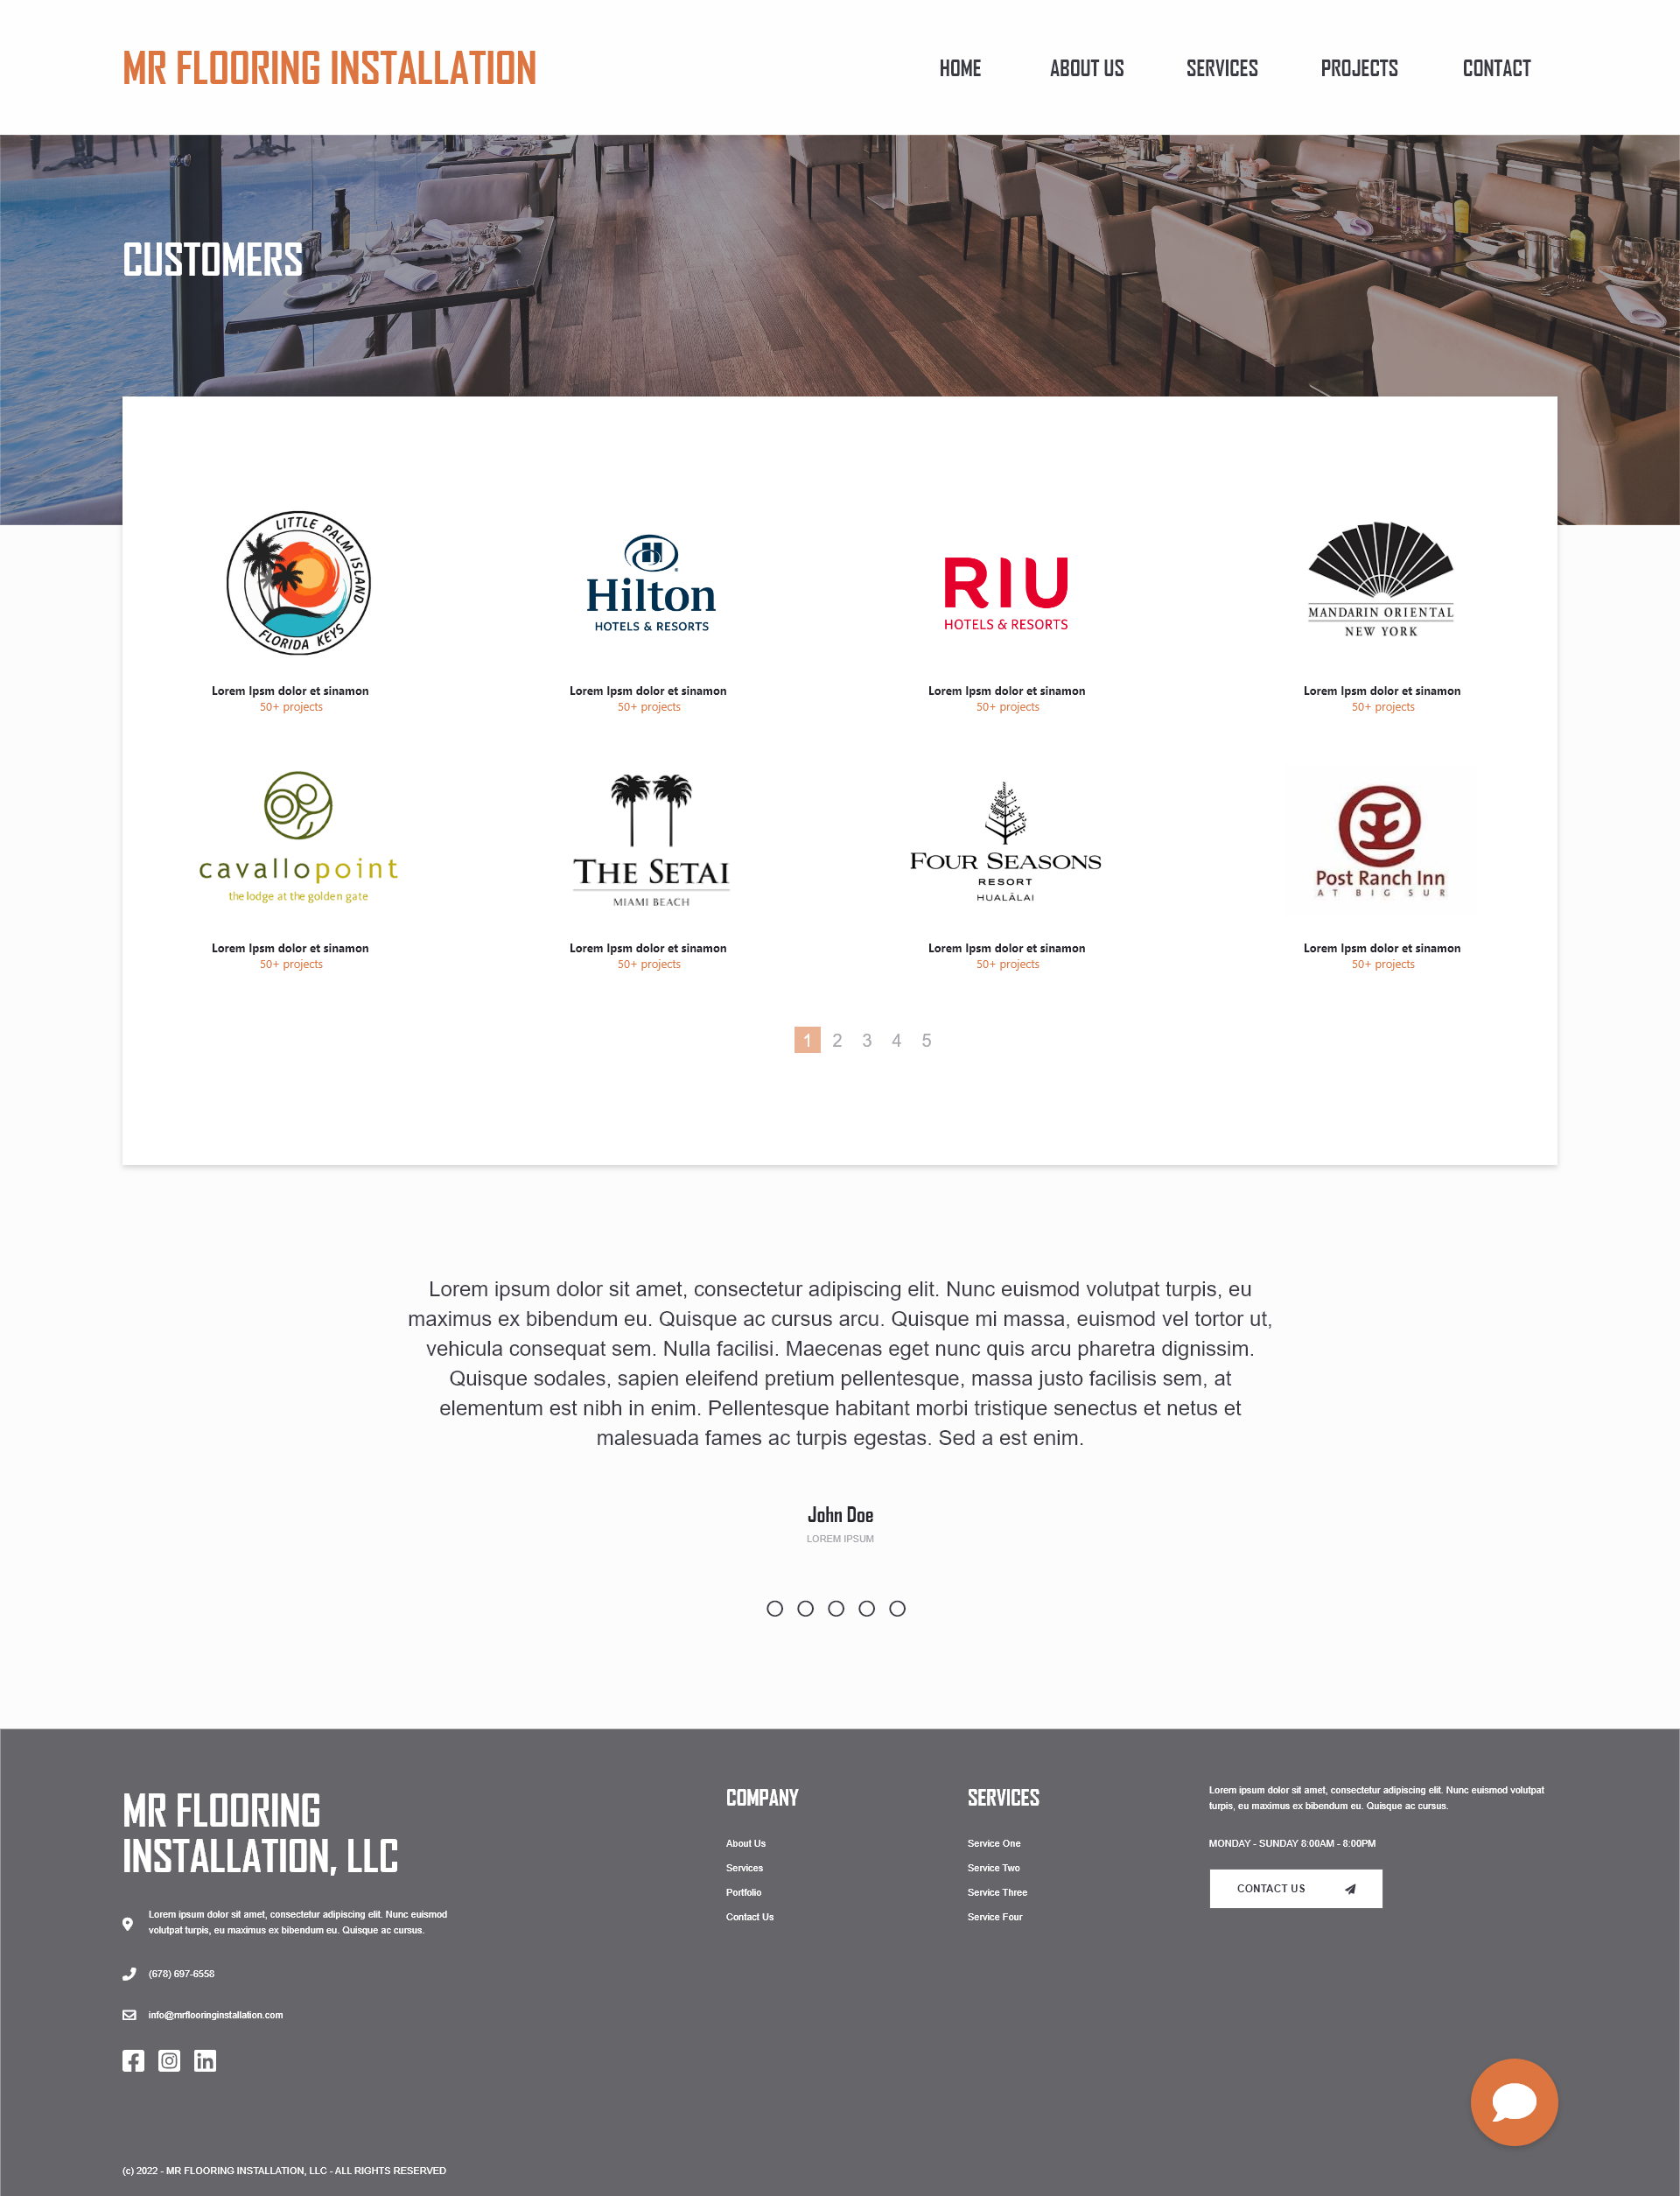 MR FLOORING INSTALLATION
HOME
ABOUT US
SERVICES
PROJECTS
CONTACT
CUSTOMERS
LITTLE PALM ISLAND
FLORIDA KEYS
Hilton
HOTELS & RESORTS
RIU
HOTELS & RESORTS
MANDARIN ORIENTAL
NEW YORK
Lorem Ipsm dolor et sinamon
50+ projects
Lorem Ipsm dolor et sinamon
50+ projects
Lorem Ipsm dolor et sinamon
50+ projects
Lorem Ipsm dolor et sinamon
50+ projects
cavallopoint
the lodge at the golden gate
THE SETAI
MIAMI BEACH
FOUR SEASONS
RESORT
HUALĀLAI
Post Ranch Inn
AT BIG SUR
Lorem Ipsm dolor et sinamon
50+ projects
Lorem Ipsm dolor et sinamon
50+ projects
Lorem Ipsm dolor et sinamon
50+ projects
Lorem Ipsm dolor et sinamon
50+ projects
1 2 3 4 5
Lorem ipsum dolor sit amet, consectetur adipiscing elit. Nunc euismod volutpat turpis, eu
maximus ex bibendum eu. Quisque ac cursus arcu. Quisque mi massa, euismod vel tortor ut,
vehicula consequat sem. Nulla facilisi. Maecenas eget nunc quis arcu pharetra dignissim.
Quisque sodales, sapien eleifend pretium pellentesque, massa justo facilisis sem, at
elementum est nibh in enim. Pellentesque habitant morbi tristique senectus et netus et
malesuada fames ac turpis egestas. Sed a est enim.
John Doe
LOREM IPSUM
MR FLOORING
INSTALLATION, LLC
Lorem ipsum dolor sit amet, consectetur adipiscing elit. Nunc euismod
volutpat turpis, eu maximus ex bibendum eu. Quisque ac cursus.
(678) 697-6558
info@mrflooringinstallation.com
COMPANY
About Us
Services
Portfolio
Contact Us
SERVICES
Service One
Service Two
Service Three
Service Four
Lorem ipsum dolor sit amet, consectetur adipiscing elit. Nunc euismod volutpat
turpis, eu maximus ex bibendum eu. Quisque ac cursus.
MONDAY - SUNDAY 8:00AM - 8:00PM
CONTACT US
(c) 2022 - MR FLOORING INSTALLATION, LLC - ALL RIGHTS RESERVED